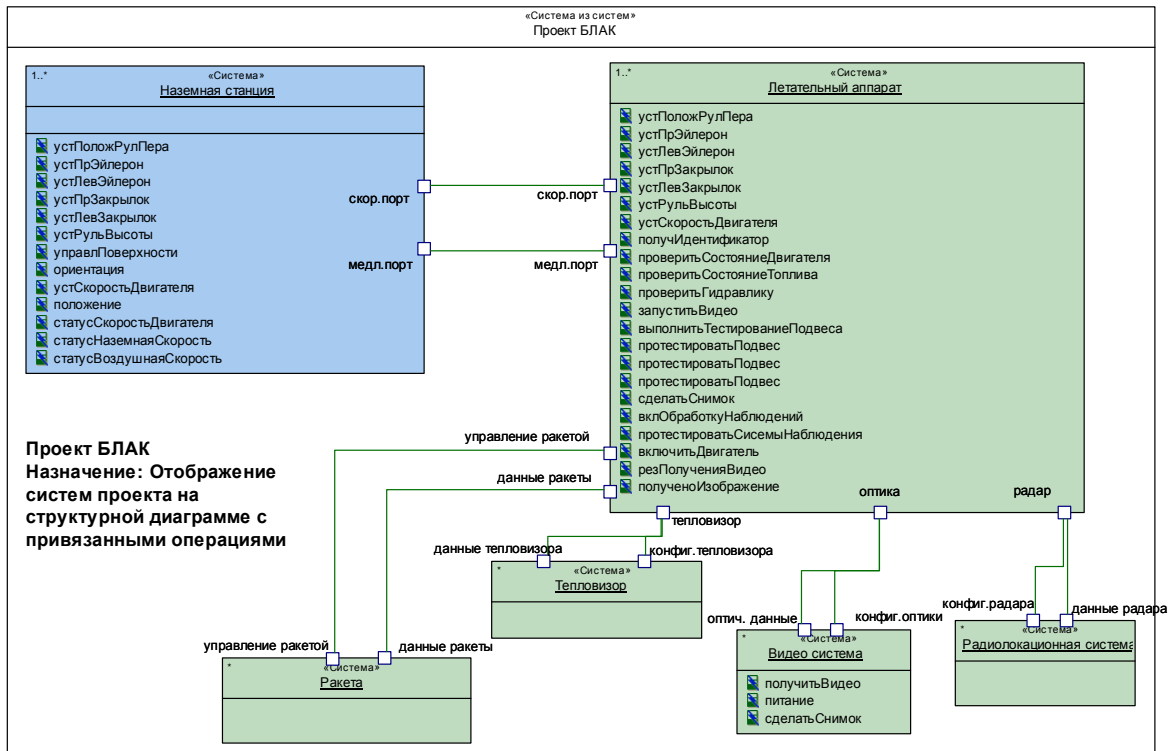 «Система из систем»
Проект БЛАК
1..*
«Система»
Наземная станция
устПоложРулПера
устПрЭйлерон
устЛевЭйлерон
устПрЗакрылок
устЛевЗакрылок
устРульВысоты
управлПоверхности
ориентация
устСкоростьДвигателя
положение
статусСкоростьДвигателя
статусНаземнаяСкорость
статусВоздушнаяСкорость
скор.порт
медл.порт
1..*
«Система»
Летательный аппарат
устПоложРулПера
устПрЭйлерон
устЛевЭйлерон
устПрЗакрылок
устЛевЗакрылок
устРульВысоты
устСкоростьДвигателя
получИдентификатор
проверитьСостояниеДвигателя
проверитьСостояниеТоплива
проверитьГидравлику
запуститьВидео
выполнитьТестированиеПодвеса
протестироватьПодвес
протестироватьПодвес
протестироватьПодвес
сделатьСнимок
вклОбработкуНаблюдений
протестироватьСисемыНаблюдения
включитьДвигатель
резПолученияВидео
полученоИзображение
скор.порт
медл.порт
управление ракетой
данные ракеты
тепловизор
оптика
радар
Проект БЛАК
Назначение: Отображение
систем проекта на
структурной диаграмме с
привязанными операциями
данные тепловизора
конфиг.тепловизора
*
«Система»
Тепловизор
оптич. данные
конфиг.оптики
*
«Система»
Видео система
получитьВидео
питание
сделатьСнимок
конфиг.радара
данные радара
*
«Система»
Радиолокационная система
управление ракетой
данные ракеты
*
«Система»
Ракета